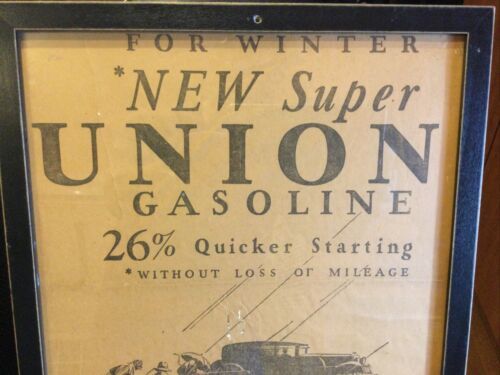 FOR WINTER
*NEW Super
UNION
GASOLINE
26% Quicker Starting
*WITHOUT LOSS OF MILEAGE